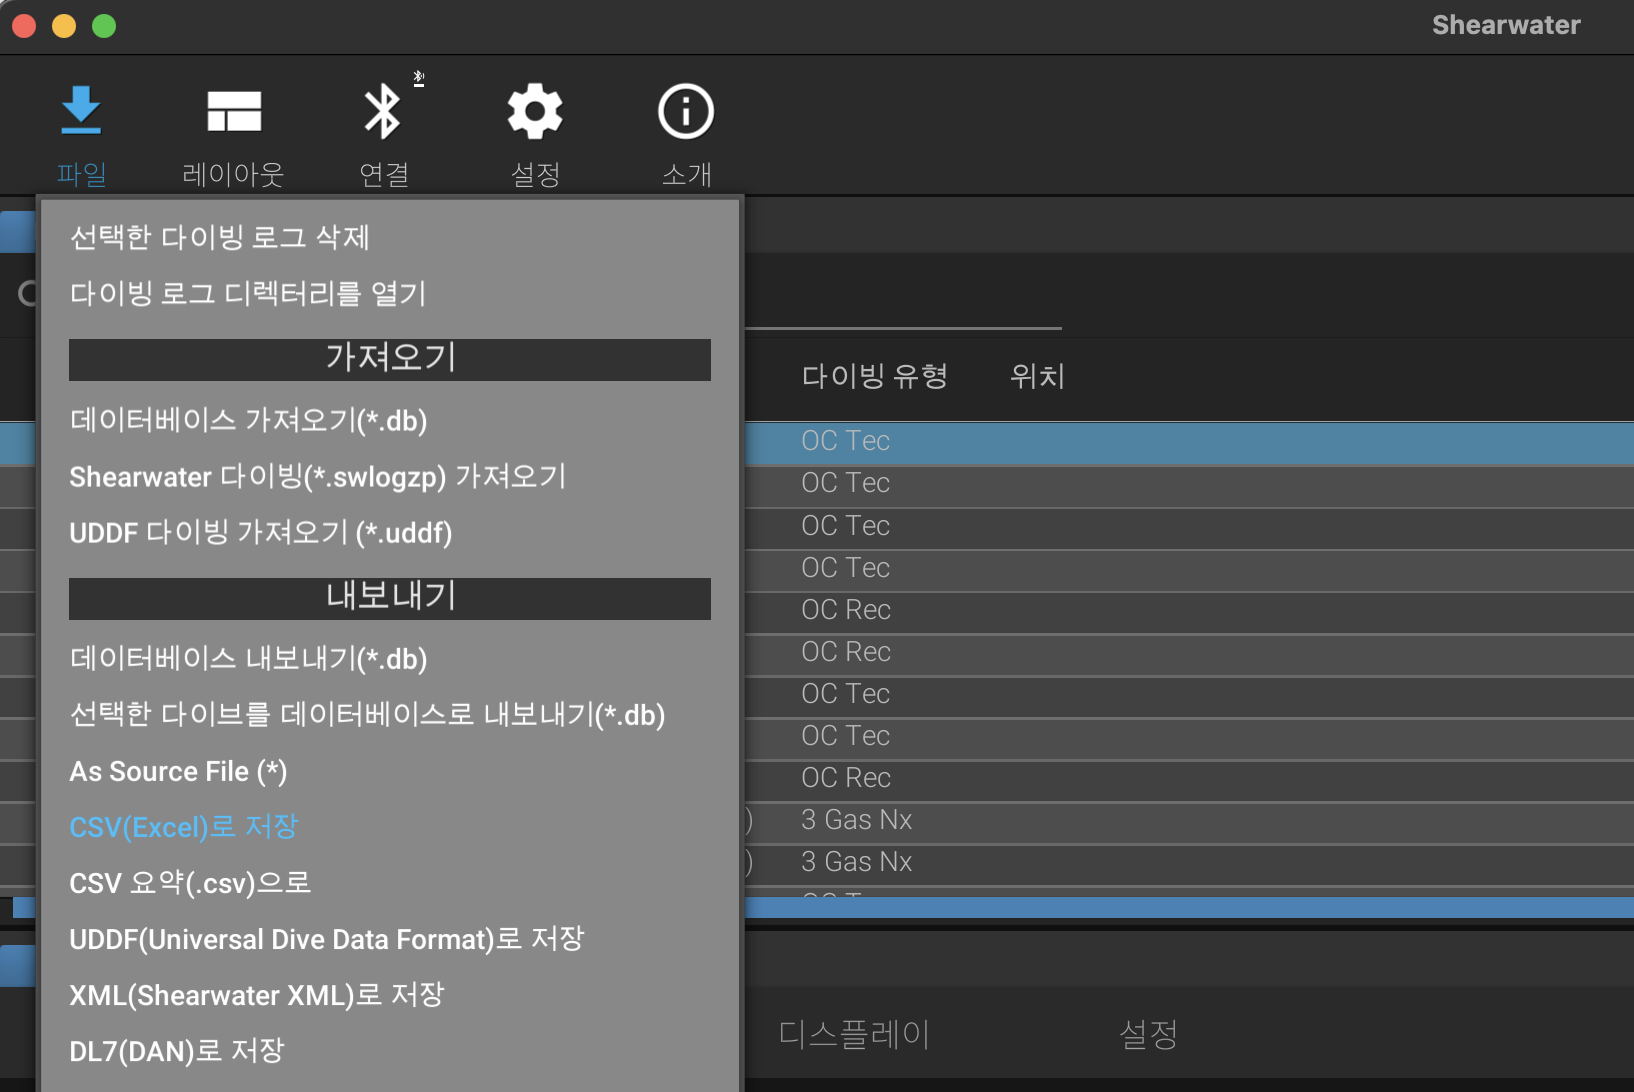 Shearwater
파일
레이아웃
연결
설정
소개
선택한 다이빙 로그 삭제
다이빙 로그 디렉터리를 열기
가져오기
데이터베이스 가져오기(*.db)
Shearwater 다이빙(*.swlogzp) 가져오기
UDDF 다이빙 가져오기 (*.uddf)
내보내기
데이터베이스 내보내기(*.db)
선택한 다이브를 데이터베이스로 내보내기(*.db)
As Source File (*)
CSV(Excel)로 저장
CSV 요약(.csv)으로
UDDF(Universal Dive Data Format)로 저장
XML(Shearwater XML)로 저장
DL7(DAN)로 저장
다이빙 유형
위치
OC Tec
OC Tec
OC Tec
OC Tec
OC Rec
OC Rec
OC Tec
OC Tec
OC Rec
) 3 Gas Nx
) 3 Gas Nx
디스플레이
설정